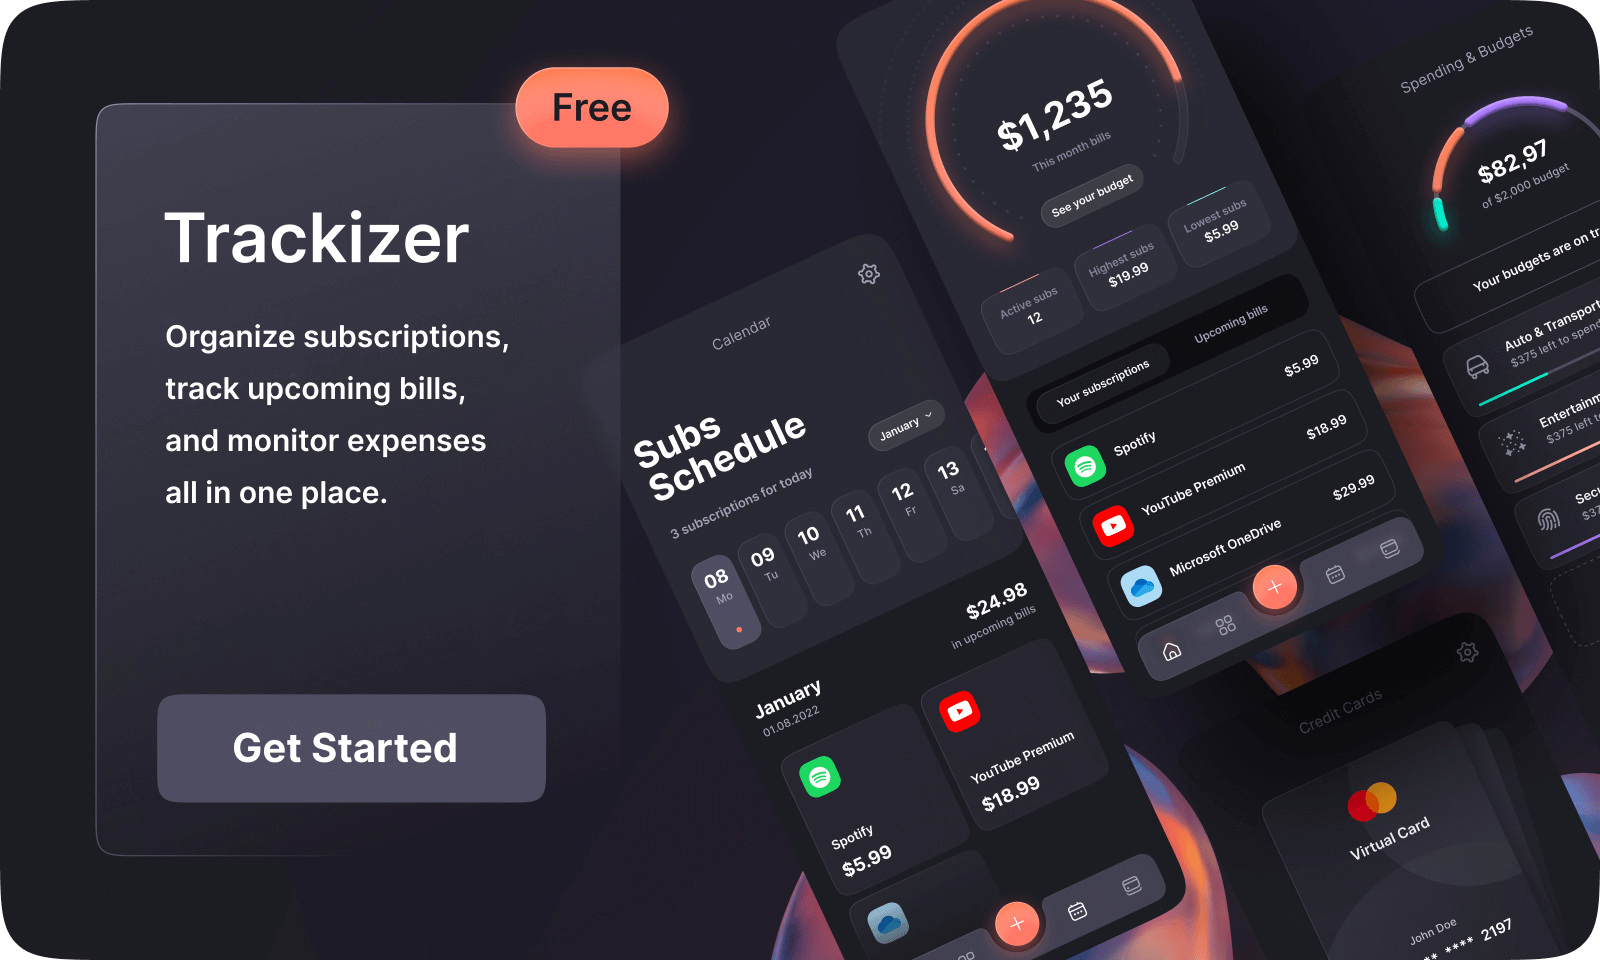 Free
Trackizer
Organize subscriptions,
track upcoming bills,
and monitor expenses
all in one place.
Get Started
Calendar
Subs
Schedule
January
3 subscriptions for today
08
Mo
09
Tu
10
We
11
Th
12
Fr
13
Sa
$24.98
in upcoming bills
January
01.08.2022
Spotify
$5.99
YouTube Premium
$18.99
$1,235
This month bills
See your budget
Active subs
12
Highest subs
$19.99
Lowest subs
$5.99
Your subscriptions
Upcoming bills
Spotify
$5.99
YouTube Premium
$18.99
Microsoft OneDrive
$29.99
Spending & Budgets
$82,97
of $2,000 budget
Your budgets are on
Auto & Transport
$375 left to spend
$375 left
Credit Cards
Virtual Card
John Doe
** **** 2197